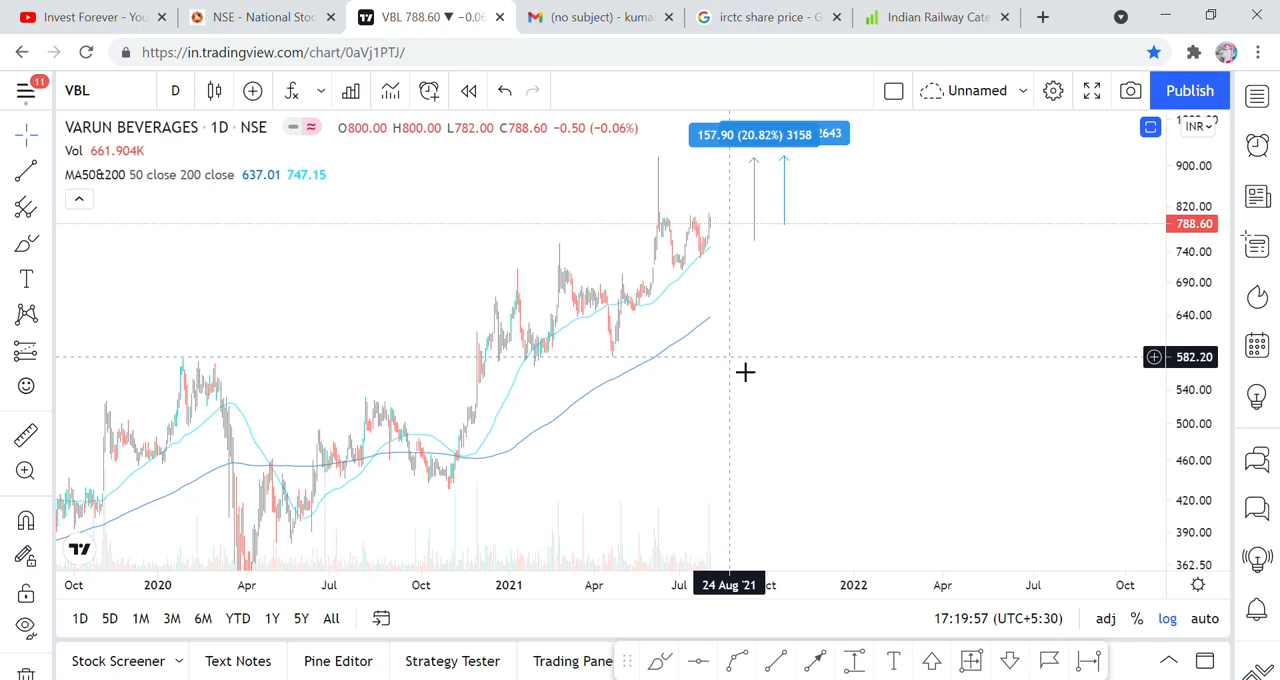 Invest Forever - You
NSE - National Stoc
VBL 788.60 ▼ −0.06
(no subject) - kuma
irctc share price - G
Indian Railway Cate
https://in.tradingview.com/chart/0aVj1PTJ/
11
VBL
D
Unnamed
Publish
VARUN BEVERAGES · 1D · NSE
O800.00 H800.00 L782.00 C788.60 −0.50 (−0.06%)
Vol 661.904K
MA50&200 50 close 200 close 637.01 747.15
157.90 (20.82%) 3158
2643
INR
900.00
820.00
788.60
740.00
690.00
640.00
582.20
540.00
500.00
460.00
420.00
390.00
362.50
Oct 2020 Apr Jul Oct 2021 Apr Jul 24 Aug '21 ct 2022 Apr Jul Oct
1D 5D 1M 3M 6M YTD 1Y 5Y All
17:19:57 (UTC+5:30)
adj % log auto
Stock Screener
Text Notes
Pine Editor
Strategy Tester
Trading Pane